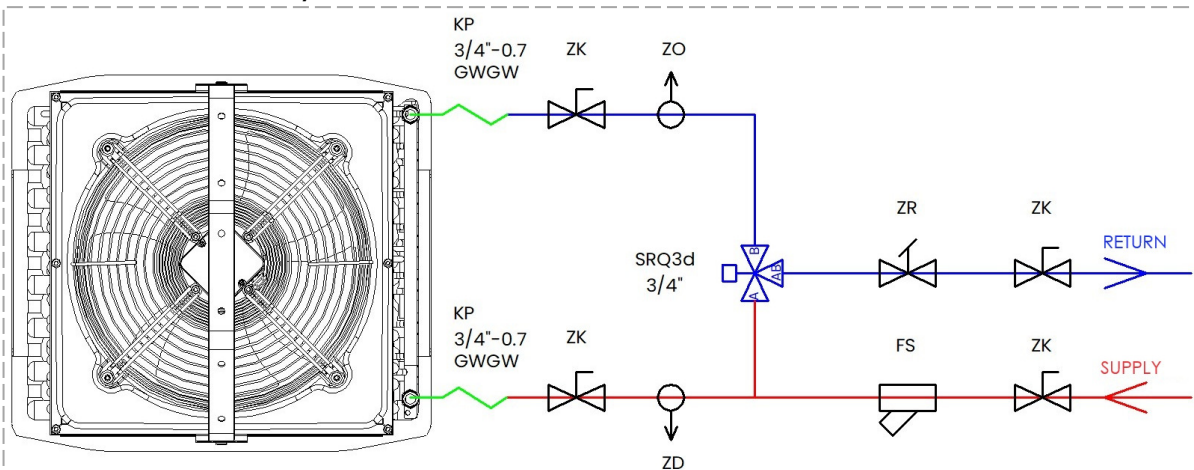 KP
3/4"-0.7
GWGW
ZK
ZO
SRQ3d
3/4"
B
AB
A
ZR
ZK
RETURN
KP
3/4"-0.7
GWGW
ZK
ZD
FS
ZK
SUPPLY